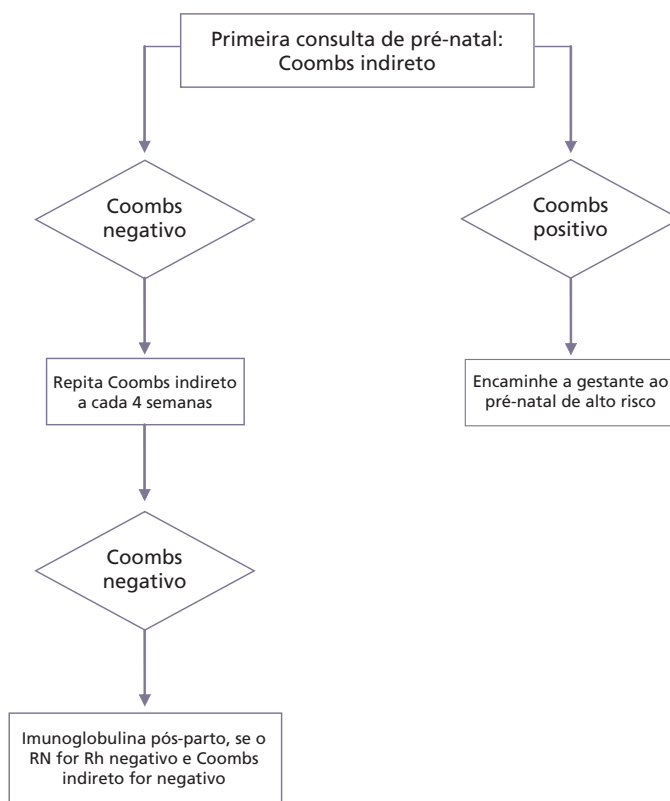 Primeira consulta de pré-natal:
Coombs indireto
Coombs
negativo
Coombs
positivo
Repita Coombs indireto
a cada 4 semanas
Encaminhe a gestante ao
pré-natal de alto risco
Coombs
negativo
Imunoglobulina pós-parto, se o
RN for Rh negativo e Coombs
indireto for negativo